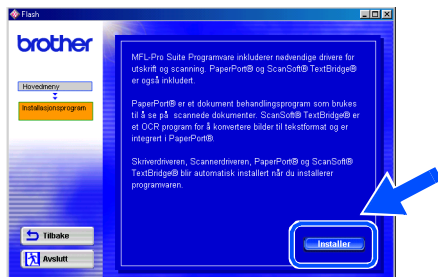 Flash
brother
Hovedmeny
Installasjonsprogram
MFL-Pro Suite Programvare inkluderer nødvendige drivere for
utskrift og scanning. PaperPort® og ScanSoft® TextBridge®
er også inkludert.
PaperPort® er et dokument behandlingsprogram som brukes
til å se på scannede dokumenter. ScanSoft® TextBridge® er
et OCR program for å konvertere bilder til tekstformat og er
integrert i PaperPort®.
Skriverdriveren, Scannerdriveren, PaperPort® og ScanSoft®
TextBridge® blir automatisk installert når du installerer
programvaren.
Tilbake
Avslutt
Installer